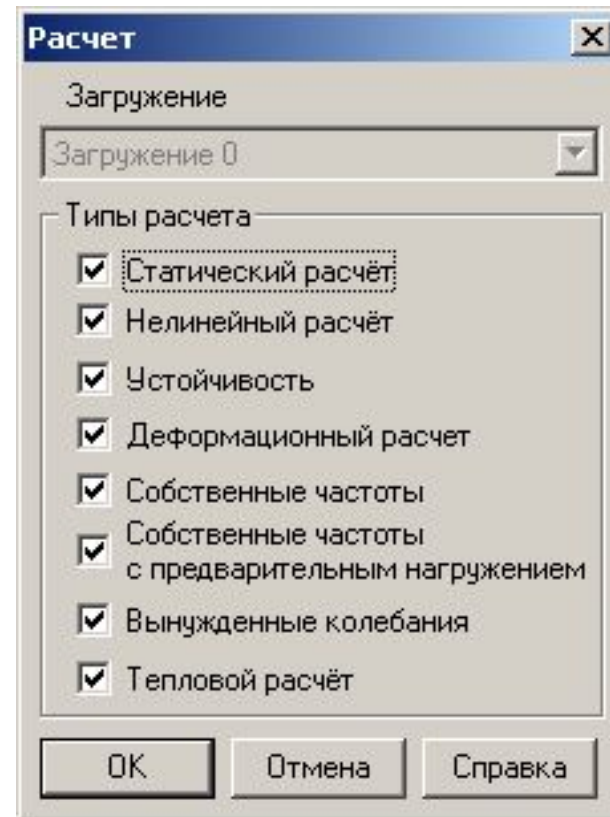 Расчет
Загружение
Загружение 0
Типы расчета
Статический расчёт
Нелинейный расчёт
Устойчивость
Деформационный расчет
Собственные частоты
Собственные частоты
с предварительным нагружением
Вынужденные колебания
Тепловой расчёт
OK
Отмена
Справка